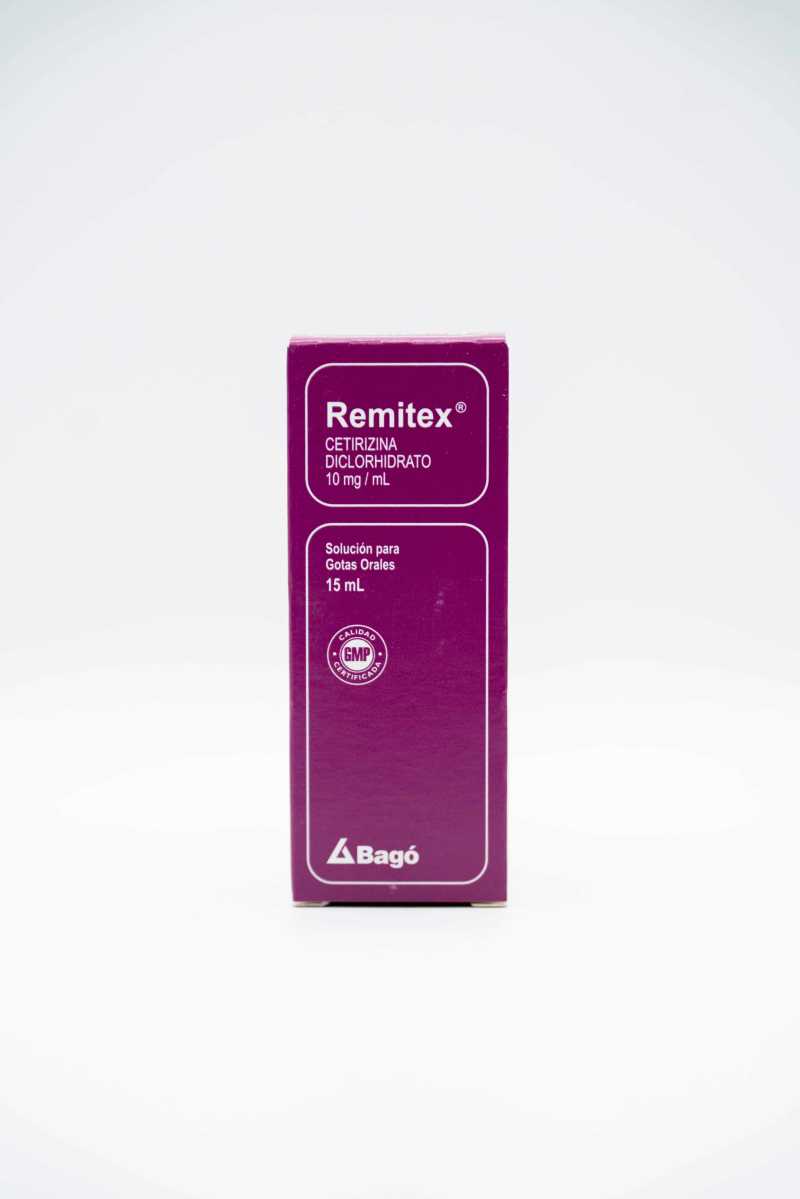 Remitex®
CETIRIZINA
DICLORHIDRATO
10 mg / mL
Solución para
Gotas Orales
15 mL
CALIDAD
GMP
CERTIFICADA
Bagó